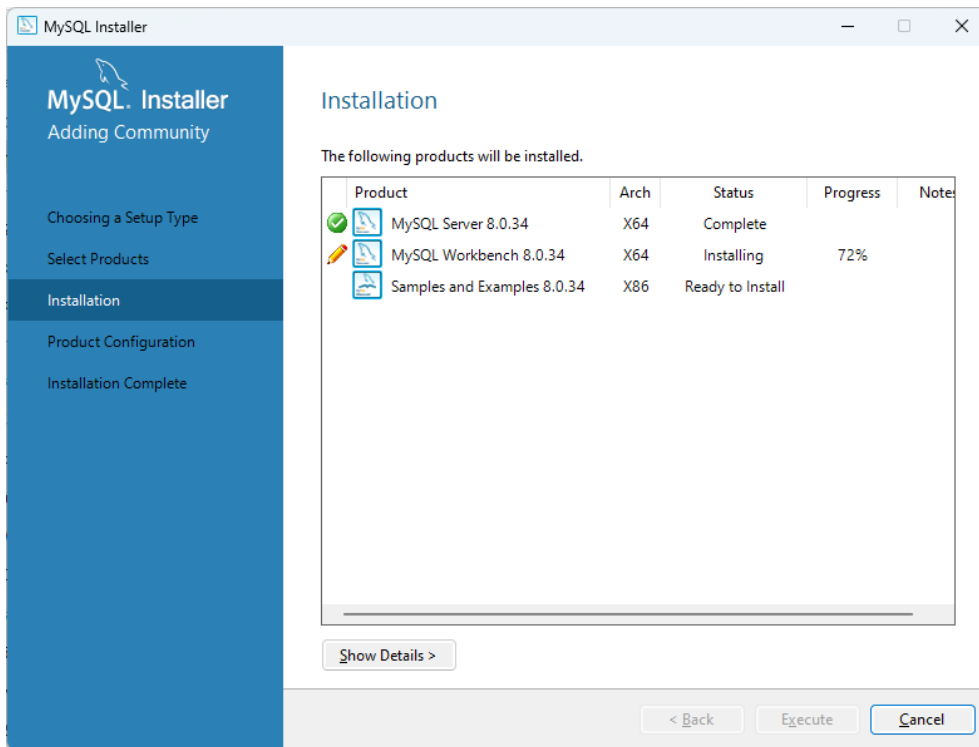 MySQL Installer
MySQL. Installer
Adding Community
Choosing a Setup Type
Select Products
Installation
Product Configuration
Installation Complete
Installation
The following products will be installed.
Product Arch Status Progress Notes
MySQL Server 8.0.34 X64 Complete
MySQL Workbench 8.0.34 X64 Installing 72%
Samples and Examples 8.0.34 X86 Ready to Install
Show Details >
< Back Execute Cancel